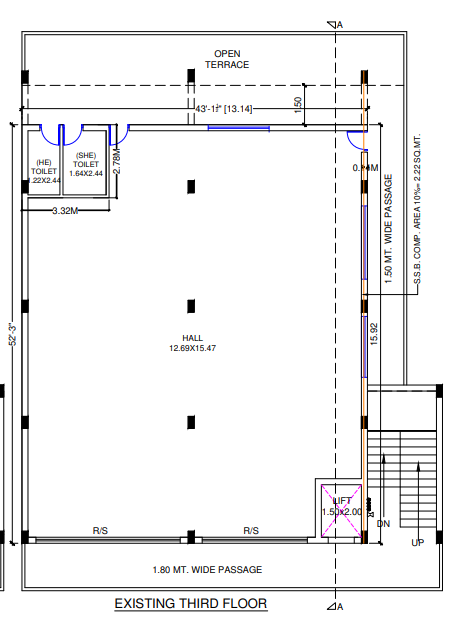 A
OPEN
TERRACE
1.50
43'-1½" [13.14]
(HE)
TOILET
1.22X2.44
(SHE)
TOILET
1.64X2.44
2.78M
3.32M
1.50 MT. WIDE PASSAGE
S.S.B. COMP. AREA 10%= 2.22 SQ.MT.
52'-3"
HALL
12.69X15.47
15.92
LIFT
1.50X2.00
DN
UP
R/S
R/S
1.80 MT. WIDE PASSAGE
EXISTING THIRD FLOOR
A